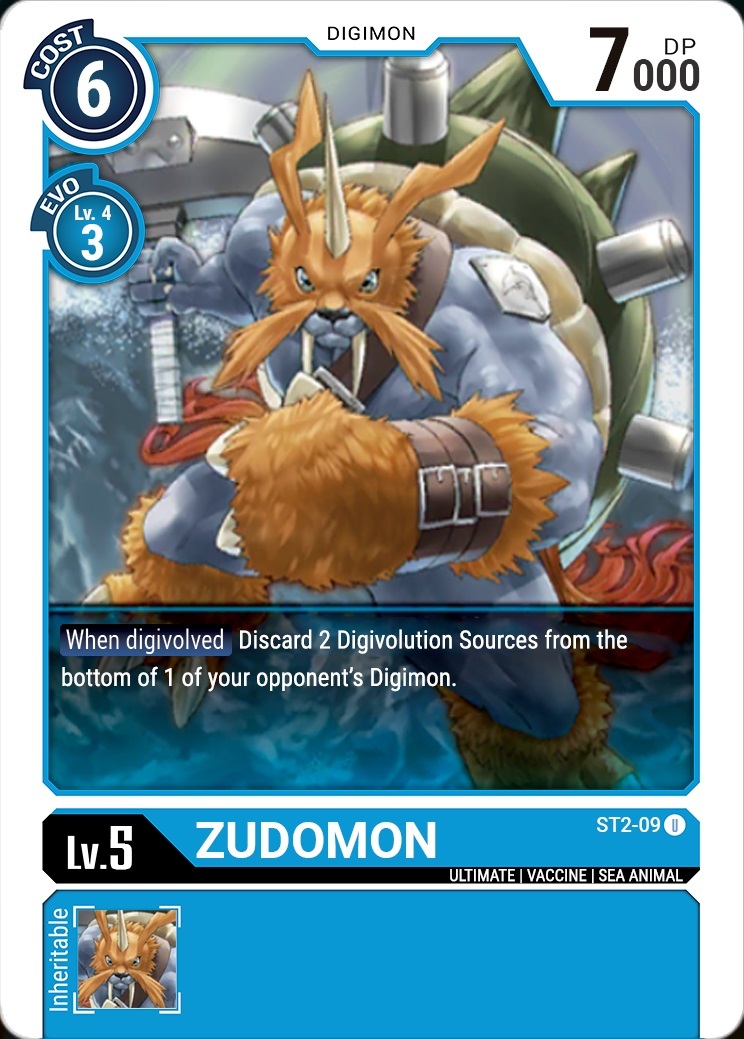 COST
6
DIGIMON
7000
DP
EVO
Lv. 4
3
When digivolved Discard 2 Digivolution Sources from the
bottom of 1 of your opponent's Digimon.
Lv.5
ZUDOMON
ST2-09 U
ULTIMATE | VACCINE | SEA ANIMAL
Inheritable